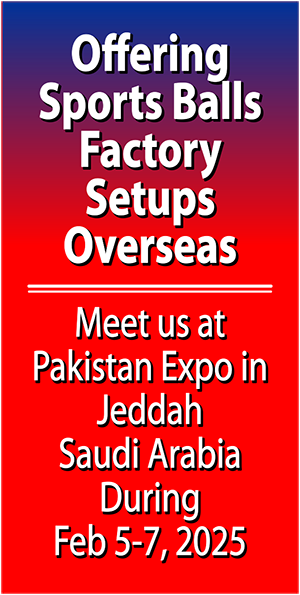 Offering
Sports Balls
Factory
Setups
Overseas
Meet us at
Pakistan Expo in
Jeddah
Saudi Arabia
During
Feb 5-7, 2025